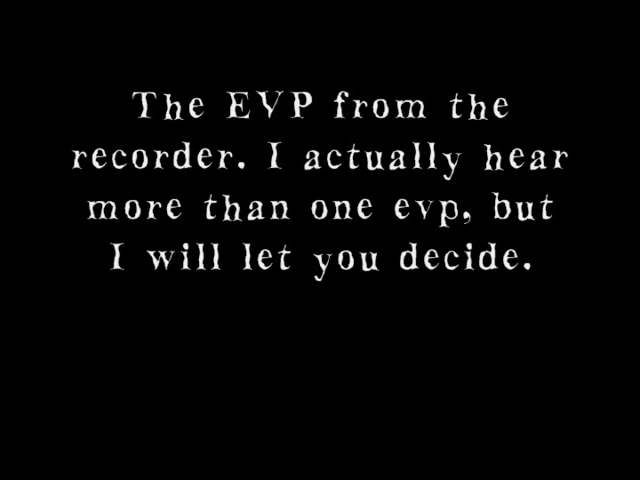 The EVP from the
recorder. I actually hear
more than one evp, but
I will let you decide.